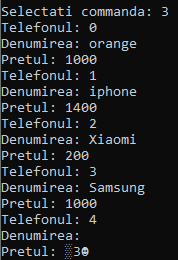 Selectati commanda: 3
Telefonul: 0
Denumirea: orange
Pretul: 1000
Telefonul: 1
Denumirea: iphone
Pretul: 1400
Telefonul: 2
Denumirea: Xiaomi
Pretul: 200
Telefonul: 3
Denumirea: Samsung
Pretul: 1000
Telefonul: 4
Denumirea:
Pretul: ░3☻